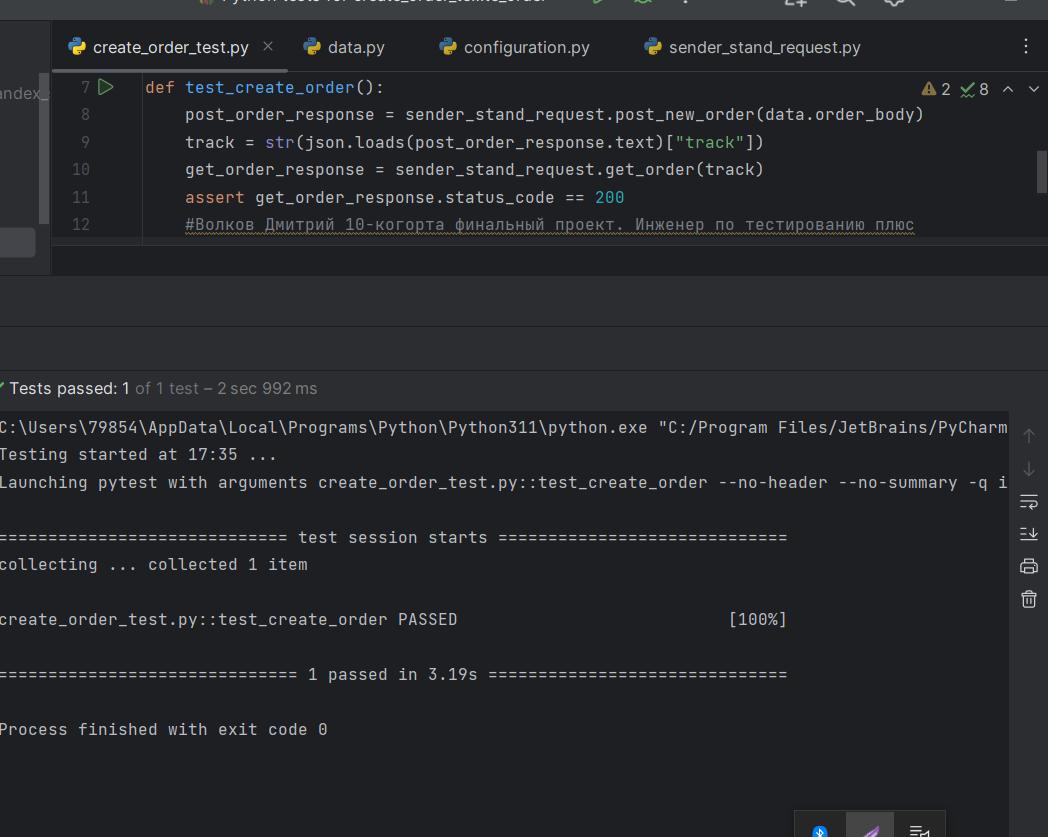 Python tests for create_order_test.create_order
create_order_test.py
data.py
configuration.py
sender_stand_request.py
andex_
7 def test_create_order():
2 8
8 post_order_response = sender_stand_request.post_new_order(data.order_body)
9 track = str(json.loads(post_order_response.text)["track"])
10 get_order_response = sender_stand_request.get_order(track)
11 assert get_order_response.status_code == 200
12 #Волков Дмитрий 10-когорта финальный проект. Инженер по тестированию плюс
Tests passed: 1 of 1 test – 2 sec 992 ms
C:\Users\79854\AppData\Local\Programs\Python\Python311\python.exe "C:/Program Files/JetBrains/PyCharm
Testing started at 17:35 ...
Launching pytest with arguments create_order_test.py::test_create_order --no-header --no-summary -q i
============================= test session starts =============================
collecting ... collected 1 item
create_order_test.py::test_create_order PASSED [100%]
============================== 1 passed in 3.19s ==============================
Process finished with exit code 0